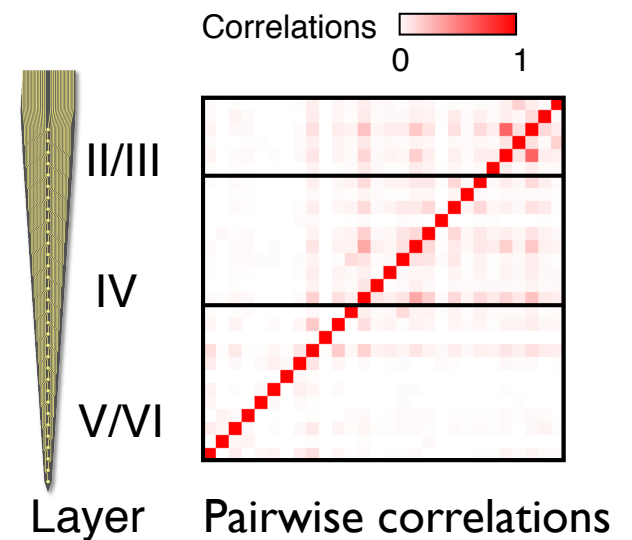 Correlations
0 1
II/III
IV
V/VI
Layer Pairwise correlations